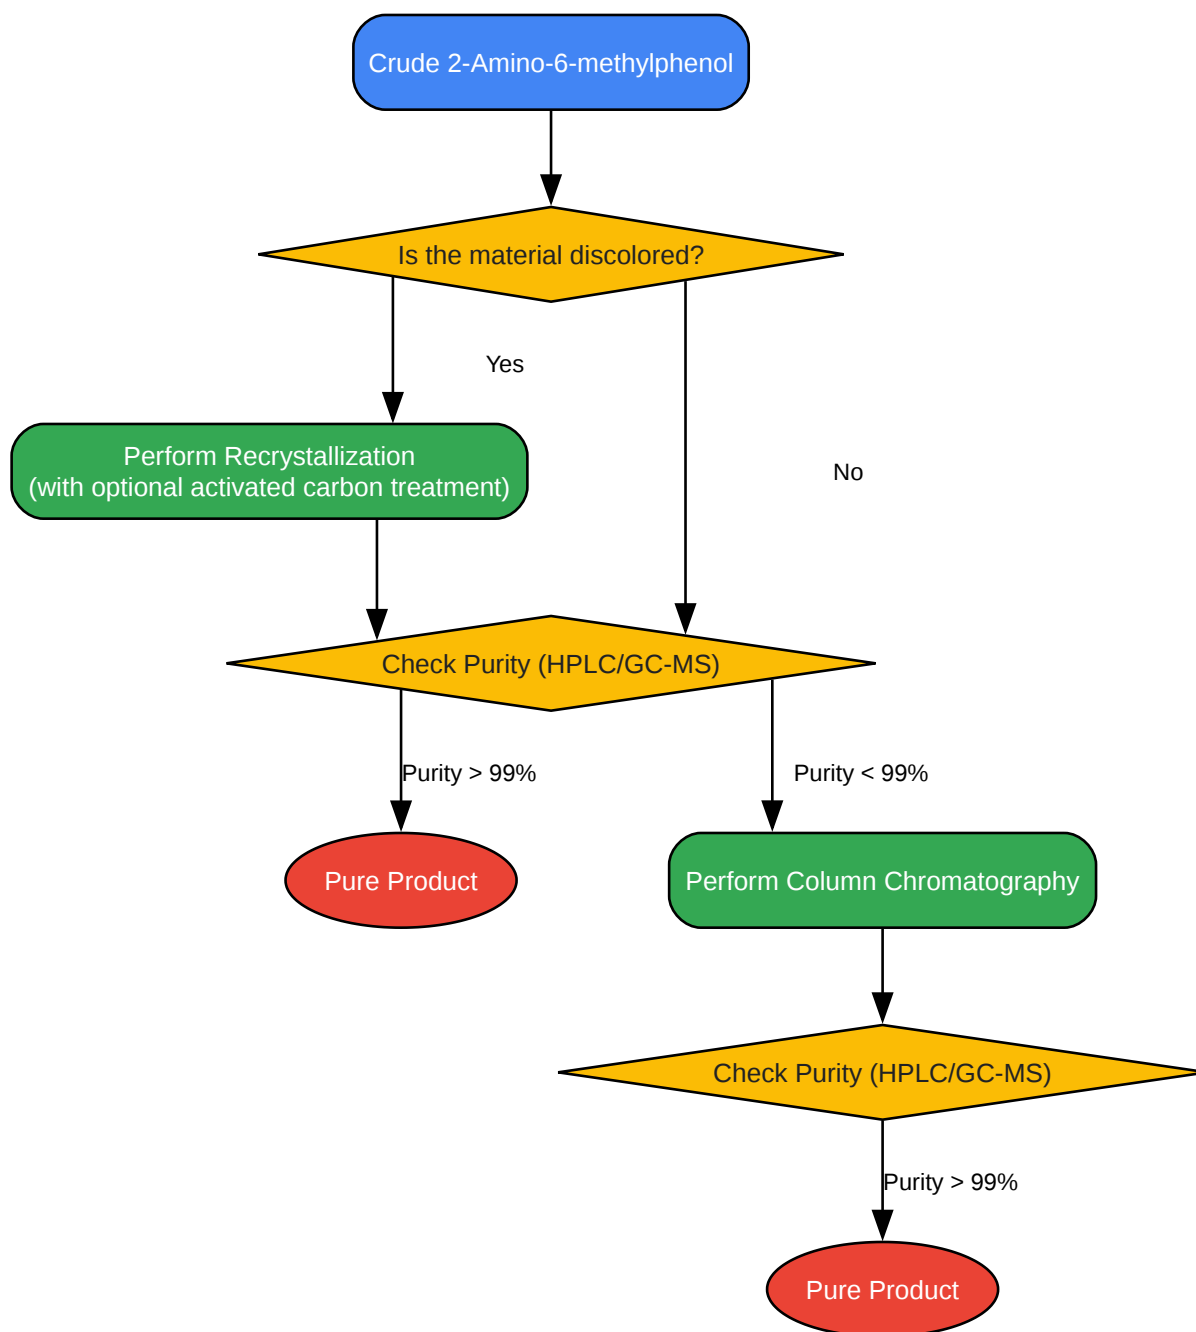 Crude 2-Amino-6-methylphenol
Is the material discolored?
Yes
Perform Recrystallization
(with optional activated carbon treatment)
No
Check Purity (HPLC/GC-MS)
Purity > 99%
Purity < 99%
Pure Product
Perform Column Chromatography
Check Purity (HPLC/GC-MS)
Purity > 99%
Pure Product